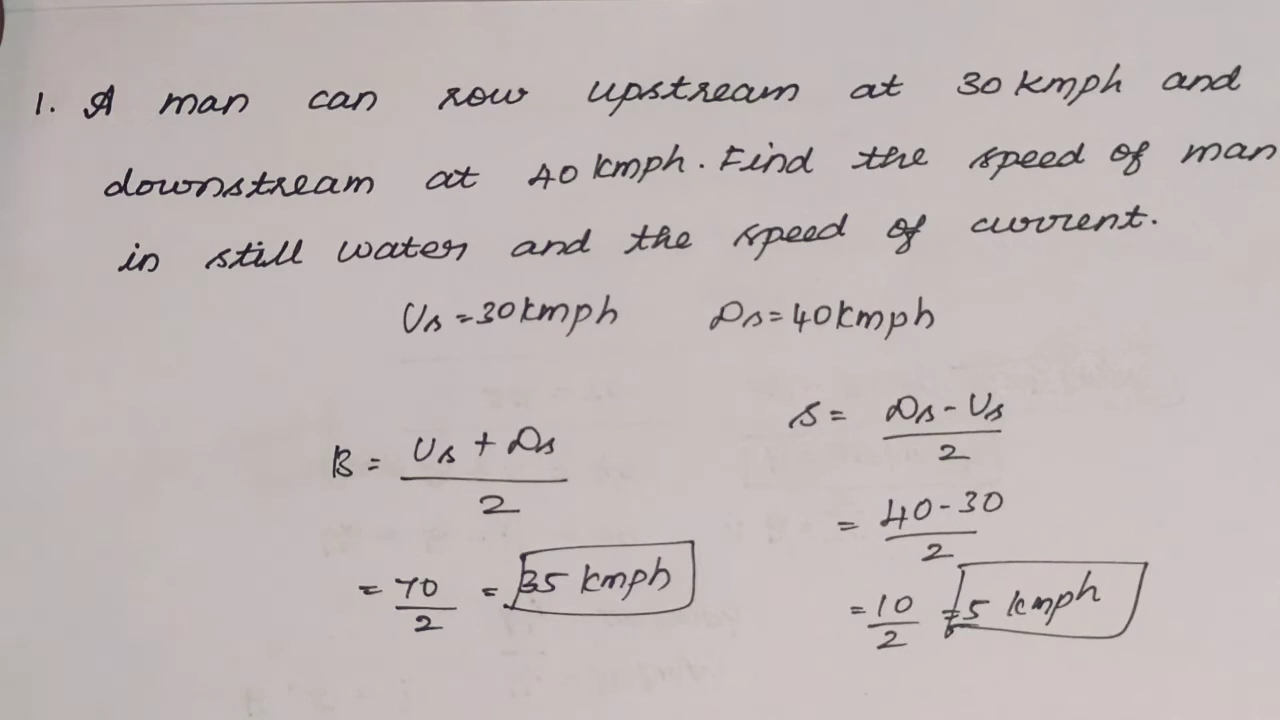 1. A man can row upstream at 30 kmph and
downstream at 40 kmph. Find the speed of man
in still water and the speed of current.
Us = 30 kmph Ds = 40 kmph
B = Us + Ds / 2
= 70/2 = 35 kmph
S = Ds - Us / 2
= 40 - 30 / 2
= 10/2 = 5 kmph